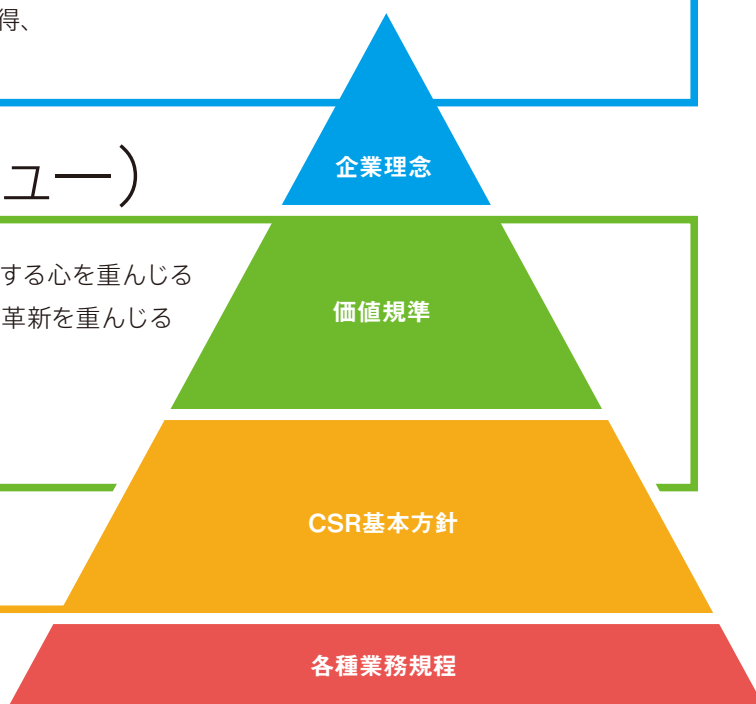 得、
企業理念
ュー）
する心を重んじる
革新を重んじる
価値規準
CSR基本方針
各種業務規程